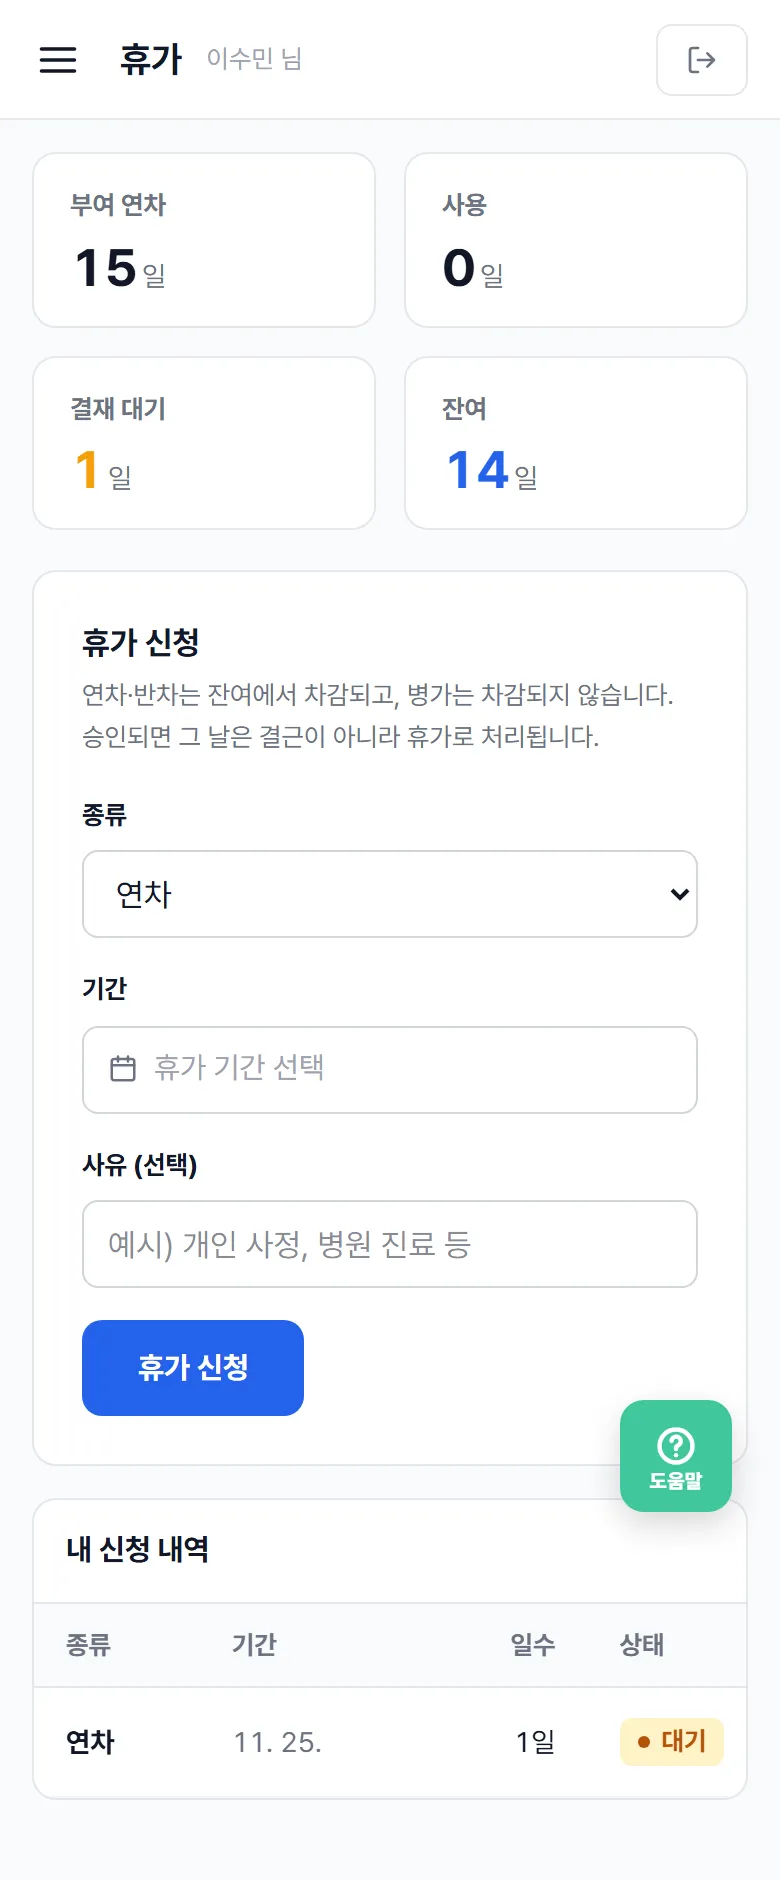 휴가 이수민 님
부여 연차
15일
사용
0일
결재 대기
1일
잔여
14일
휴가 신청
연차·반차는 잔여에서 차감되고, 병가는 차감되지 않습니다.
승인되면 그 날은 결근이 아니라 휴가로 처리됩니다.
종류
연차
기간
휴가 기간 선택
사유 (선택)
예시) 개인 사정, 병원 진료 등
휴가 신청
도움말
내 신청 내역
종류 기간 일수 상태
연차 11. 25. 1일 대기